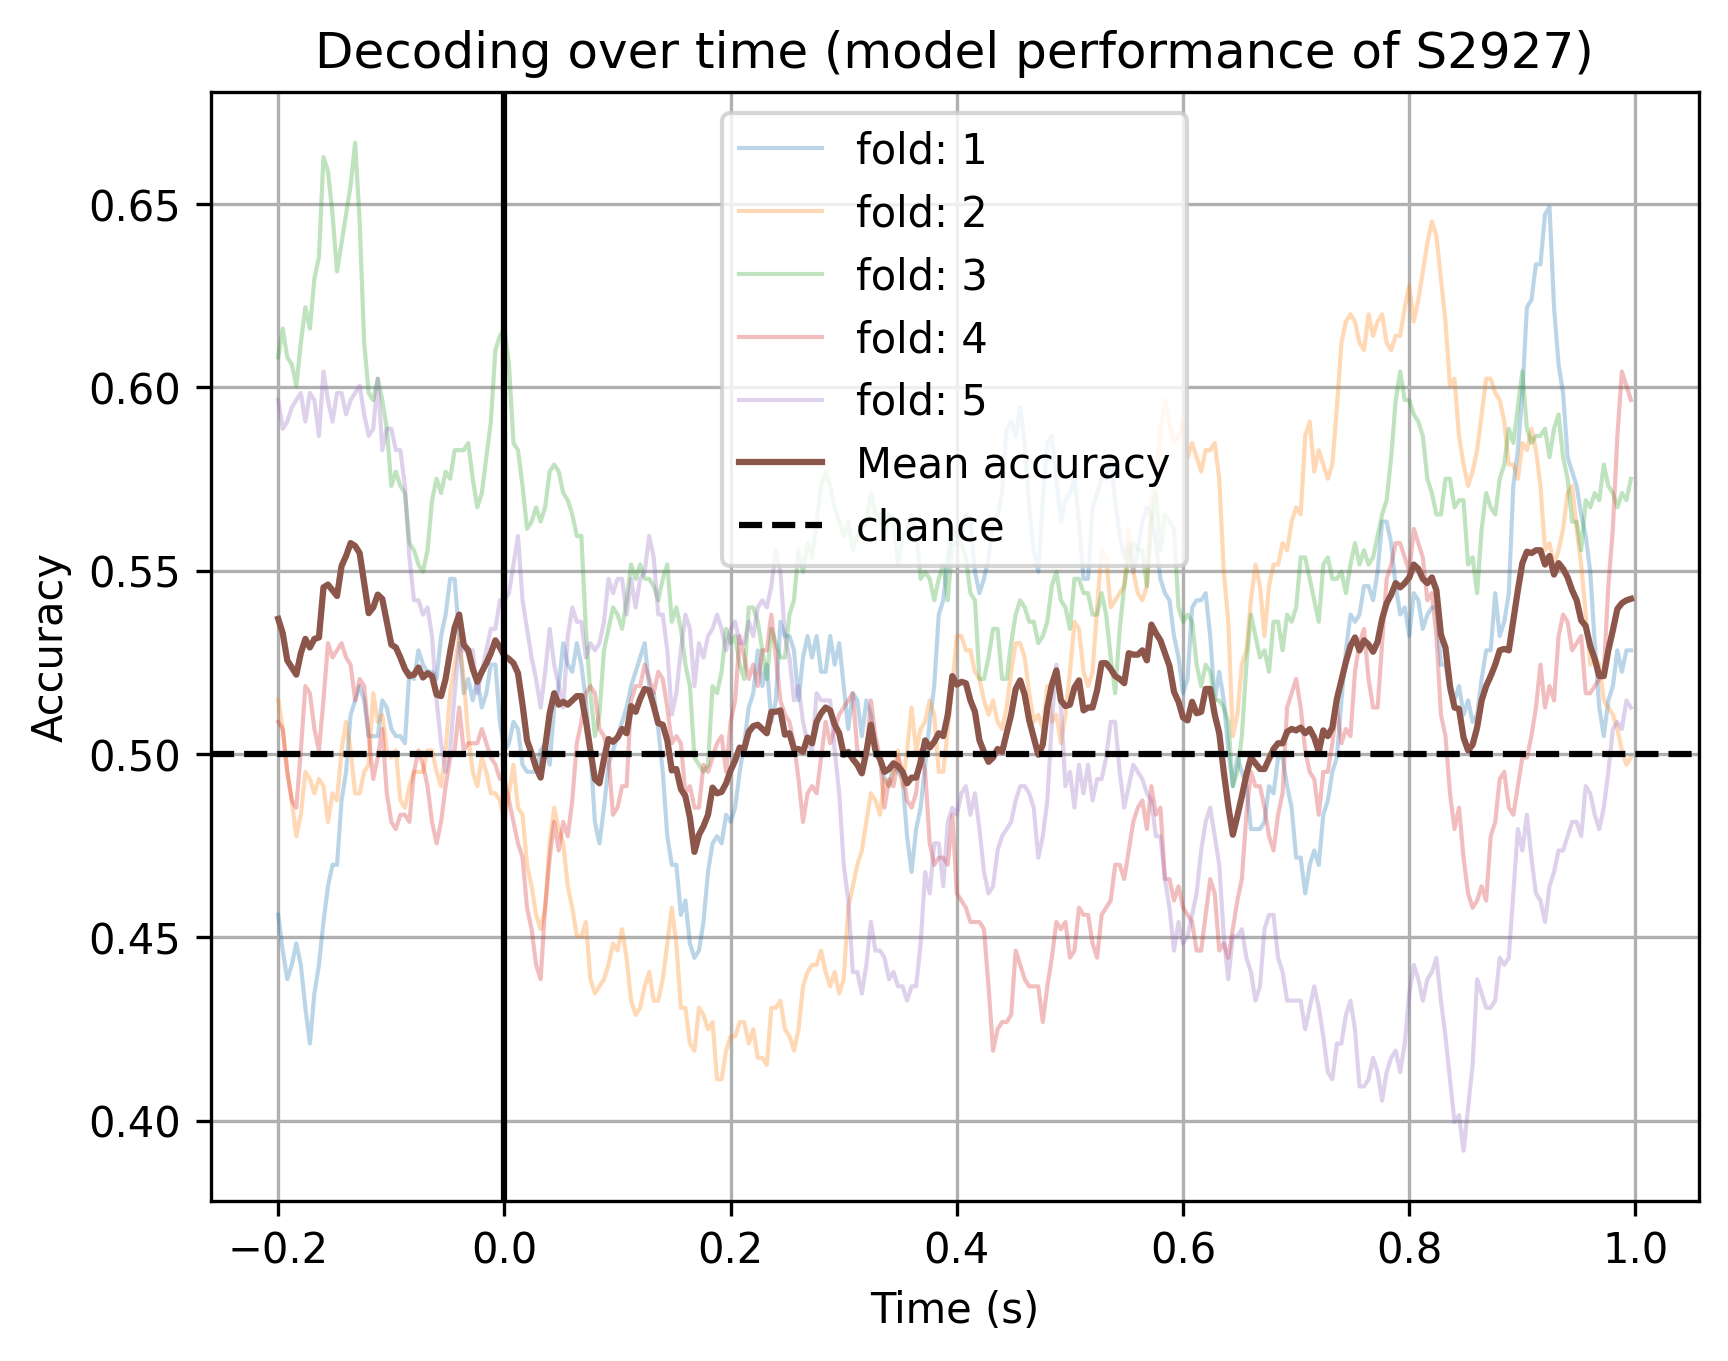 Decoding over time (model performance of S2927)
fold: 1
fold: 2
fold: 3
fold: 4
fold: 5
Mean accuracy
chance
Accuracy
0.65
0.60
0.55
0.50
0.45
0.40
−0.2 0.0 0.2 0.4 0.6 0.8 1.0
Time (s)